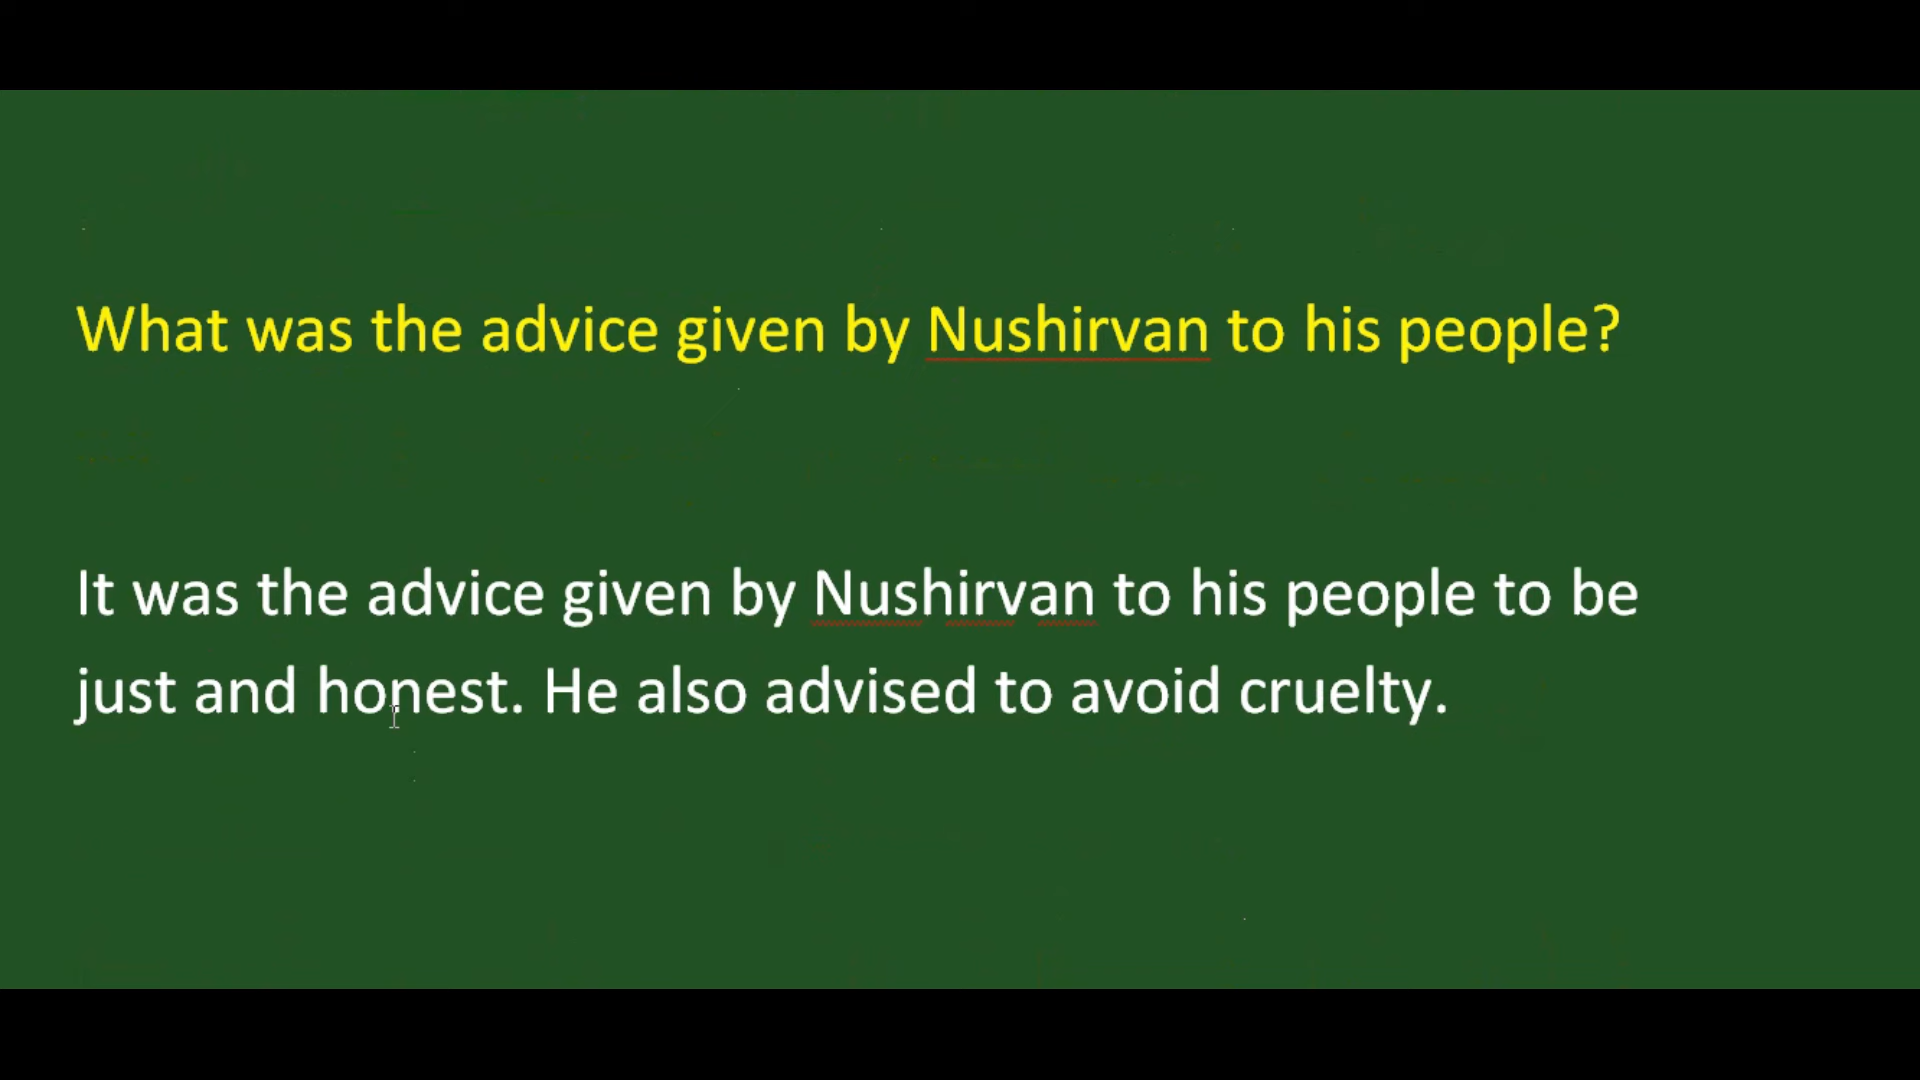 What was the advice given by Nushirvan to his people?
It was the advice given by Nushirvan to his people to be
just and honest. He also advised to avoid cruelty.